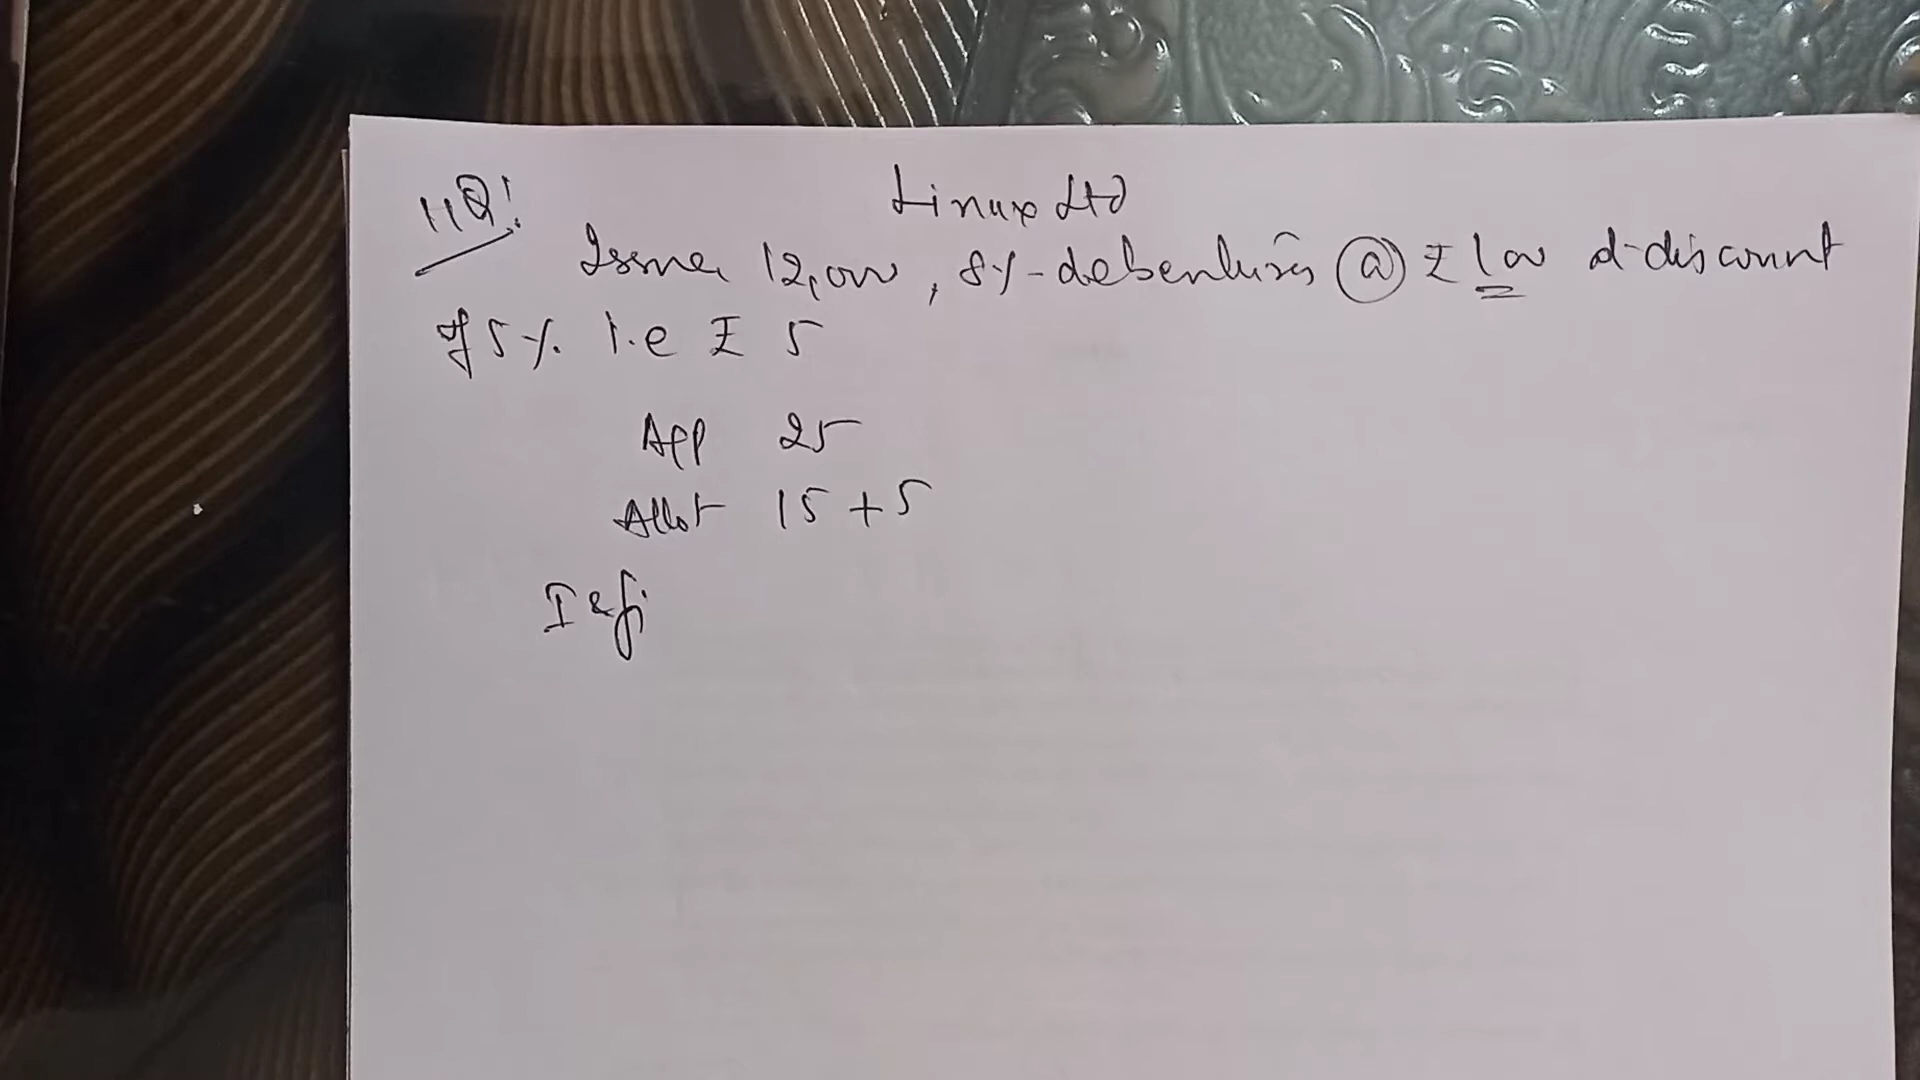 11Q! Linux Ltd
Issue 12,000, 8%-debentures @ ₹ 100 d-discount
of 5%. i.e ₹ 5
App 25
Allot 15 + 5
I & fi